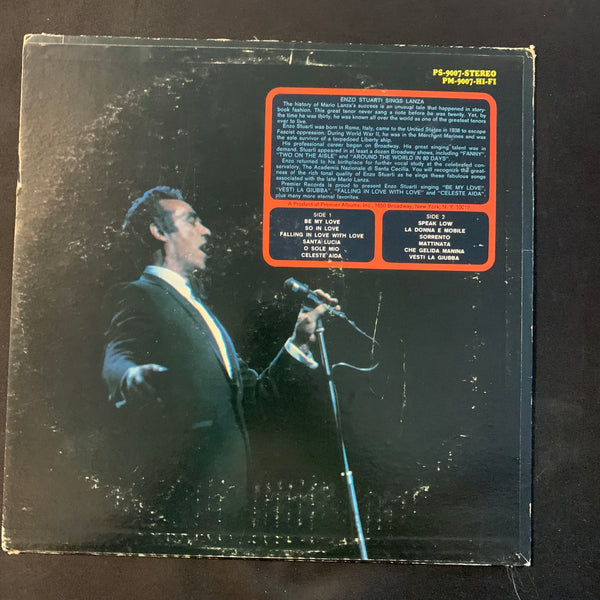 PS-9007-STEREO
PM-9007-HI-FI
ENZO STUARTI SINGS LANZA
The history of Mario Lanza's success is an unusual tale that happened in story-
book fashion. This great tenor never sang a note before he was twenty. Yet, by
the time he was thirty, he was known all over the world as one of the greatest tenors
ever to live.
Enzo Stuarti was born in Rome, Italy, came to the United States in 1938 to escape
Fascist oppression. During World War II, he was in the Merchant Marines and was
the sole survivor of a torpedoed Liberty ship.
His professional career began on Broadway. His great singing talent was in
demand. Stuarti appeared in at least a dozen Broadway shows, including "FANNY",
"TWO ON THE AISLE" and "AROUND THE WORLD IN 80 DAYS".
Enzo returned to his birthplace for further vocal study at the celebrated con-
servatory, The Academia Nazionale di Santa Cecilia. You will recognize the great-
ness of the rich tonal quality of Enzo Stuarti as he sings these fabulous songs
associated with the late Mario Lanza.
Premier Records is proud to present Enzo Stuarti singing "BE MY LOVE",
"VESTI LA GIUBBA", "FALLING IN LOVE WITH LOVE" and "CELESTE AIDA",
plus many more eternal favorites.
A Product of Premier Albums, Inc., 1650 Broadway, New York, N. Y.
SIDE 1
BE MY LOVE
SO IN LOVE
FALLING IN LOVE WITH LOVE
SANTA LUCIA
O SOLE MIO
CELESTE AIDA
SIDE 2
SPEAK LOW
LA DONNA E MOBILE
SORRENTO
MATTINATA
CHE GELIDA MANINA
VESTI LA GIUBBA